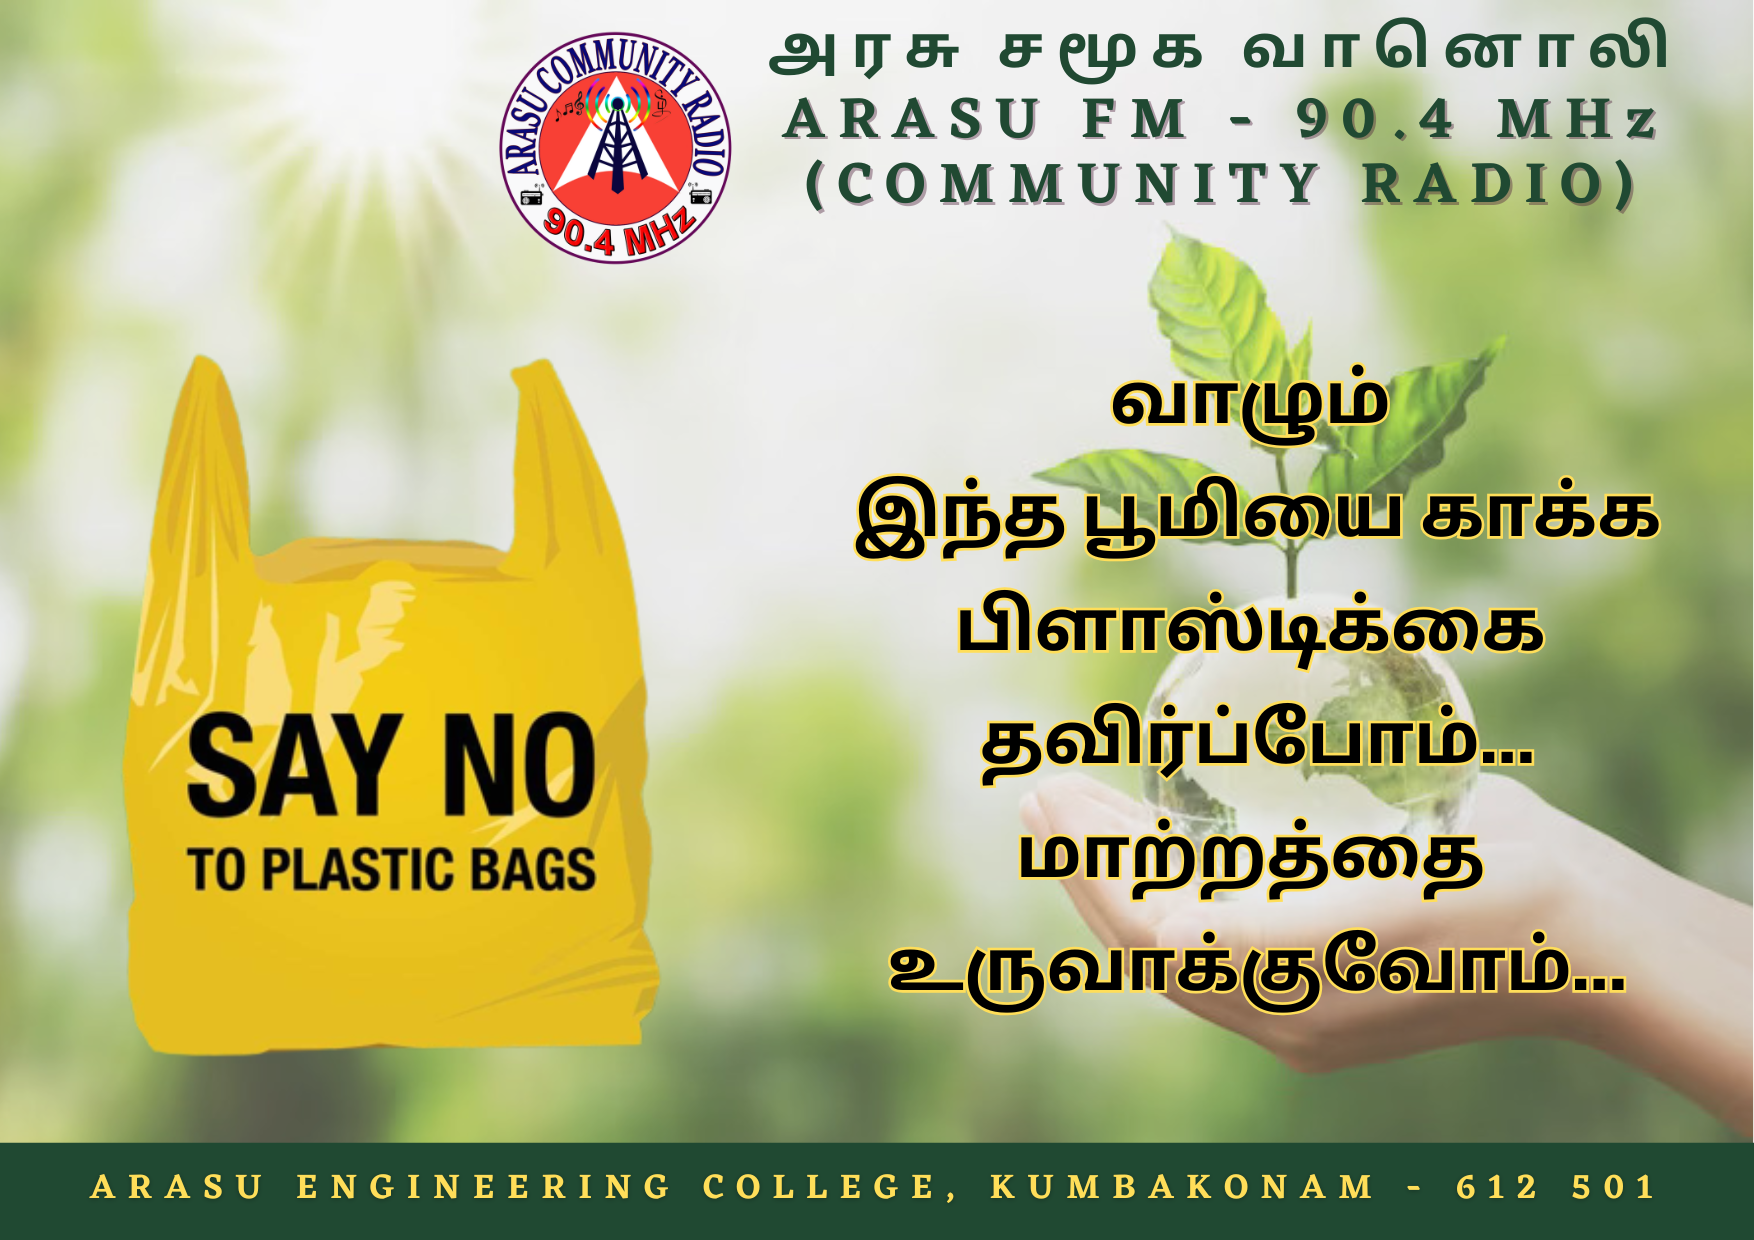 அரசு சமூக வானொலி
ARASU FM - 90.4 MHz
(COMMUNITY RADIO)
ARASU COMMUNITY RADIO
90.4 MHz
வாழும்
இந்த பூமியை காக்க
பிளாஸ்டிக்கை
தவிர்ப்போம்...
மாற்றத்தை
உருவாக்குவோம்...
SAY NO
TO PLASTIC BAGS
ARASU ENGINEERING COLLEGE, KUMBAKONAM - 612 501